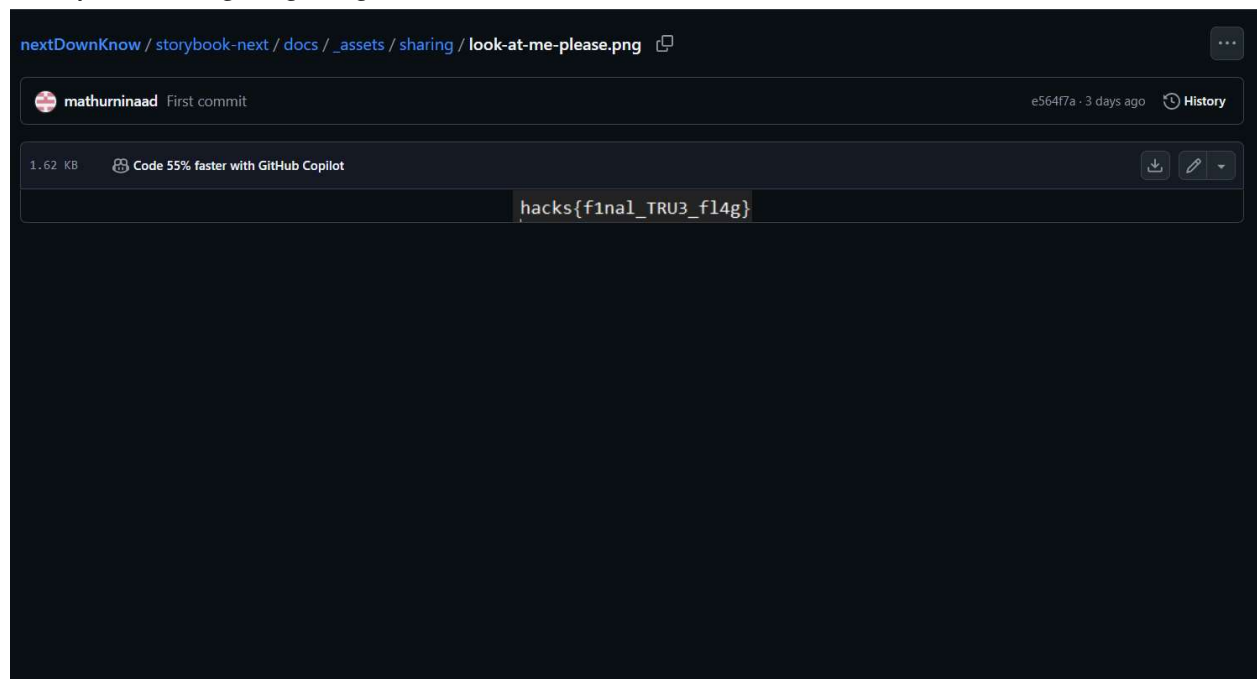 nextDownKnow / storybook-next / docs / _assets / sharing / look-at-me-please.png
mathurninaad First commit e564f7a · 3 days ago History
1.62 KB Code 55% faster with GitHub Copilot
hacks{f1nal_TRU3_fl4g}